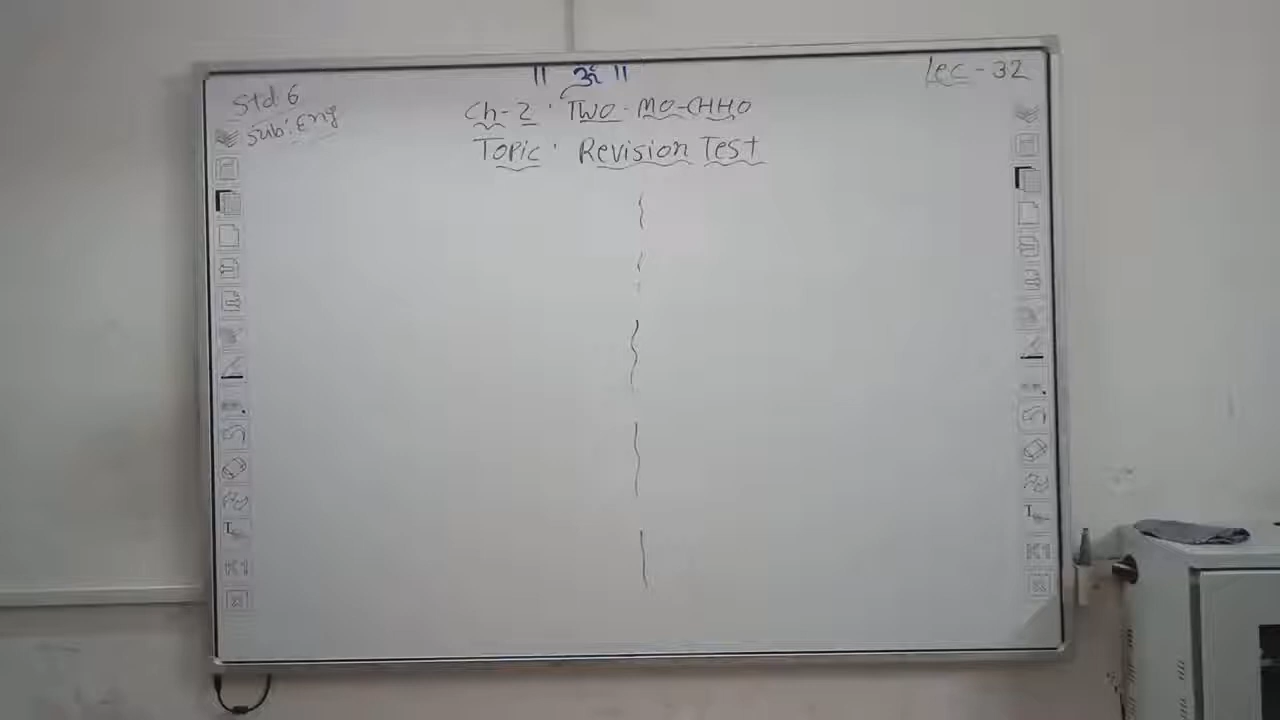 || ૐ ||
Lec - 32
Std: 6
Sub: Eng
Ch-2 : TWO-MO-CHHO
Topic : Revision Test